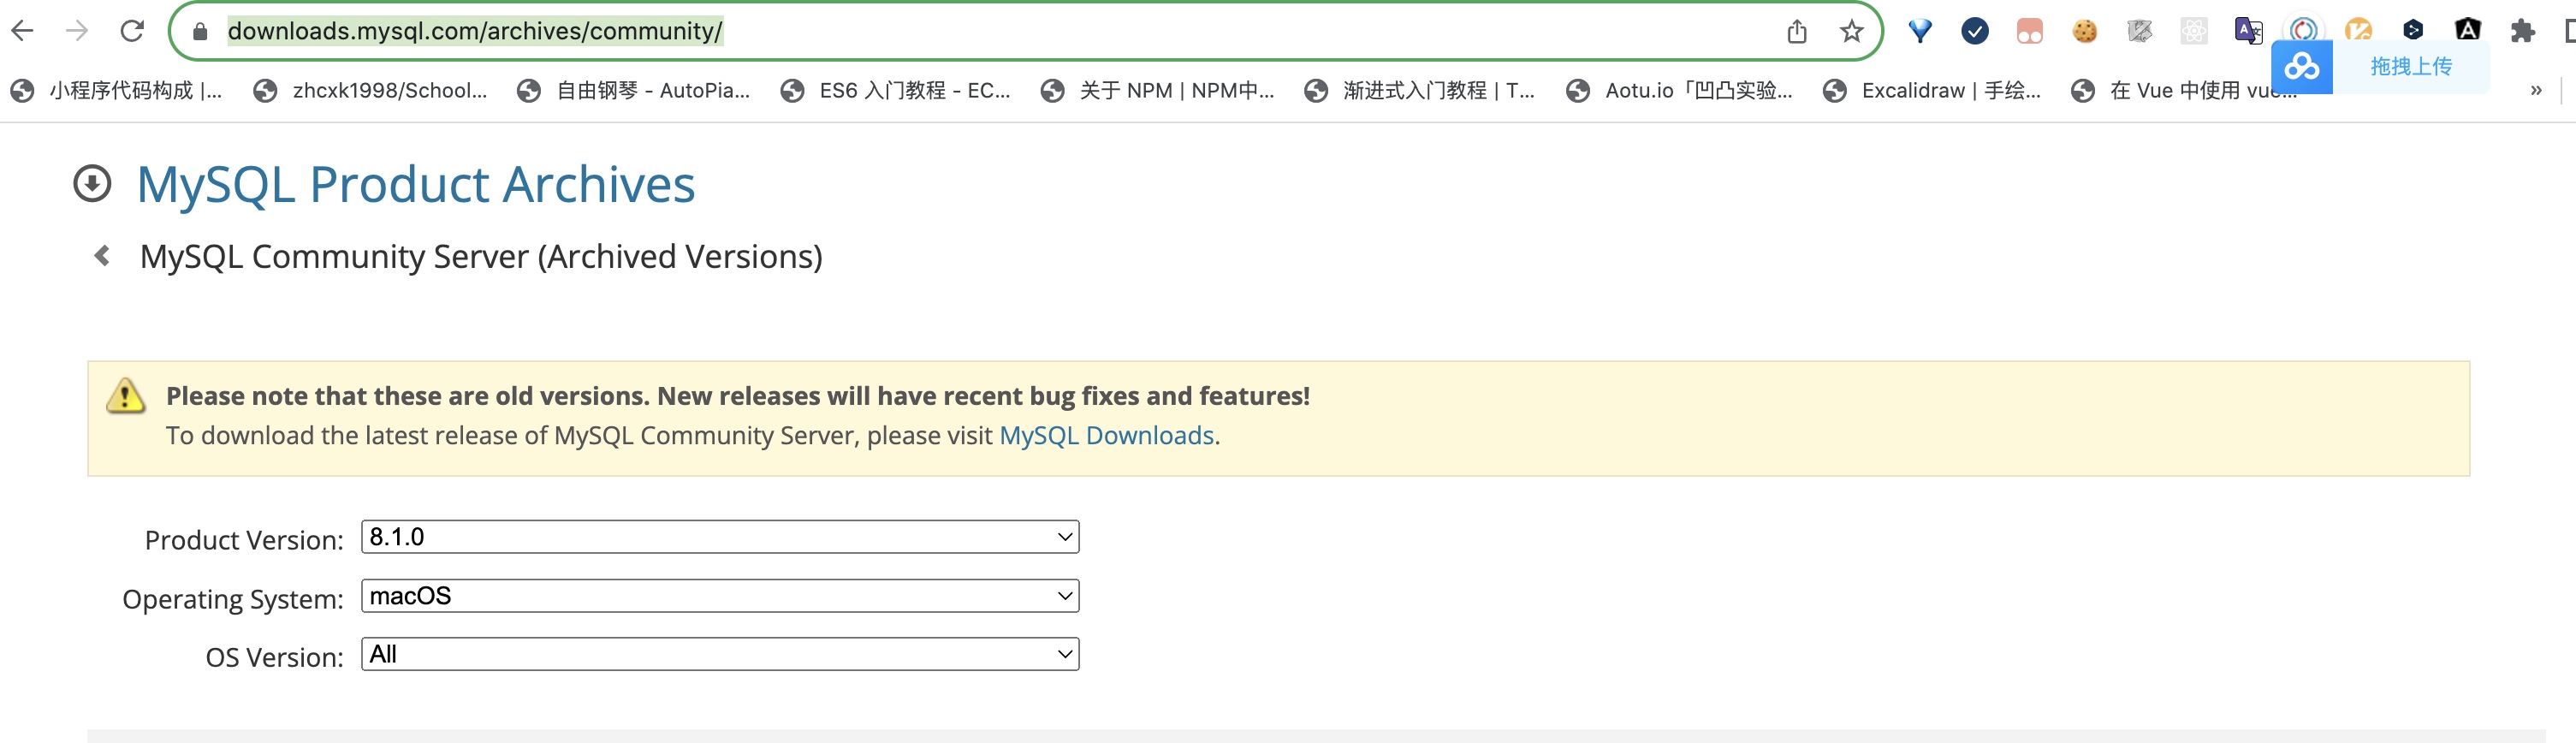 downloads.mysql.com/archives/community/
拖拽上传
小程序代码构成 |...
zhcxk1998/School...
自由钢琴 - AutoPia...
ES6 入门教程 - EC...
关于 NPM | NPM中...
渐进式入门教程 | T...
Aotu.io「凹凸实验...
Excalidraw | 手绘...
在 Vue 中使用 vue...
»
MySQL Product Archives
MySQL Community Server (Archived Versions)
Please note that these are old versions. New releases will have recent bug fixes and features!
To download the latest release of MySQL Community Server, please visit MySQL Downloads.
Product Version: 8.1.0
Operating System: macOS
OS Version: All